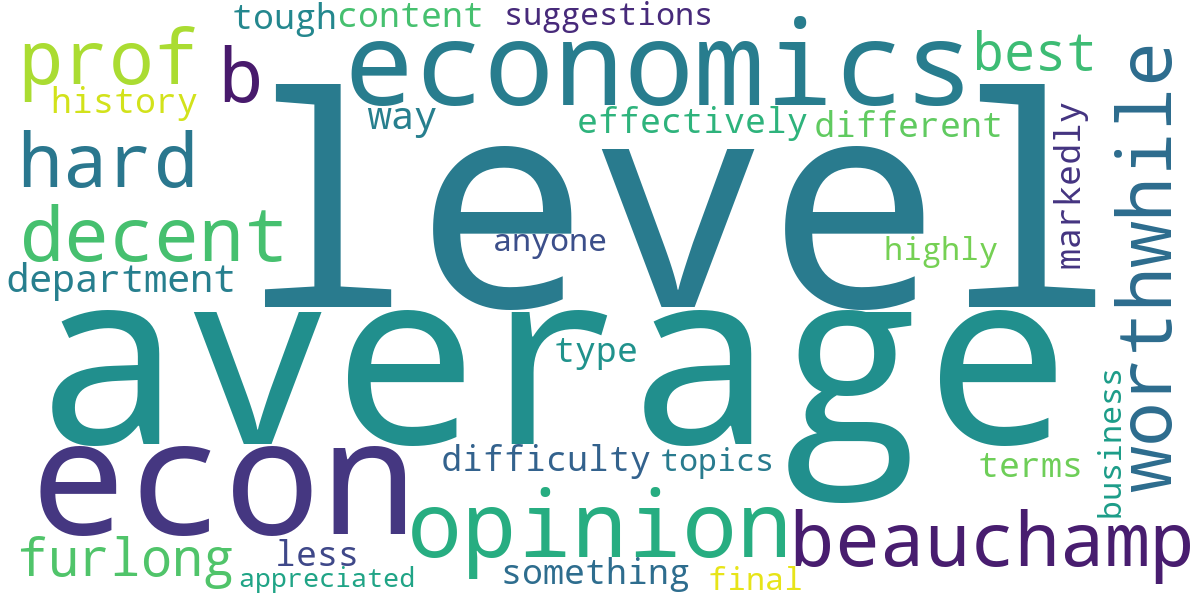 tough content suggestions
prof b economics best
history way effectively different
hard level markedly worthwhile
decent anyone highly
department
average type
econ difficulty topics terms business
opinion beauchamp
furlong less something
appreciated final